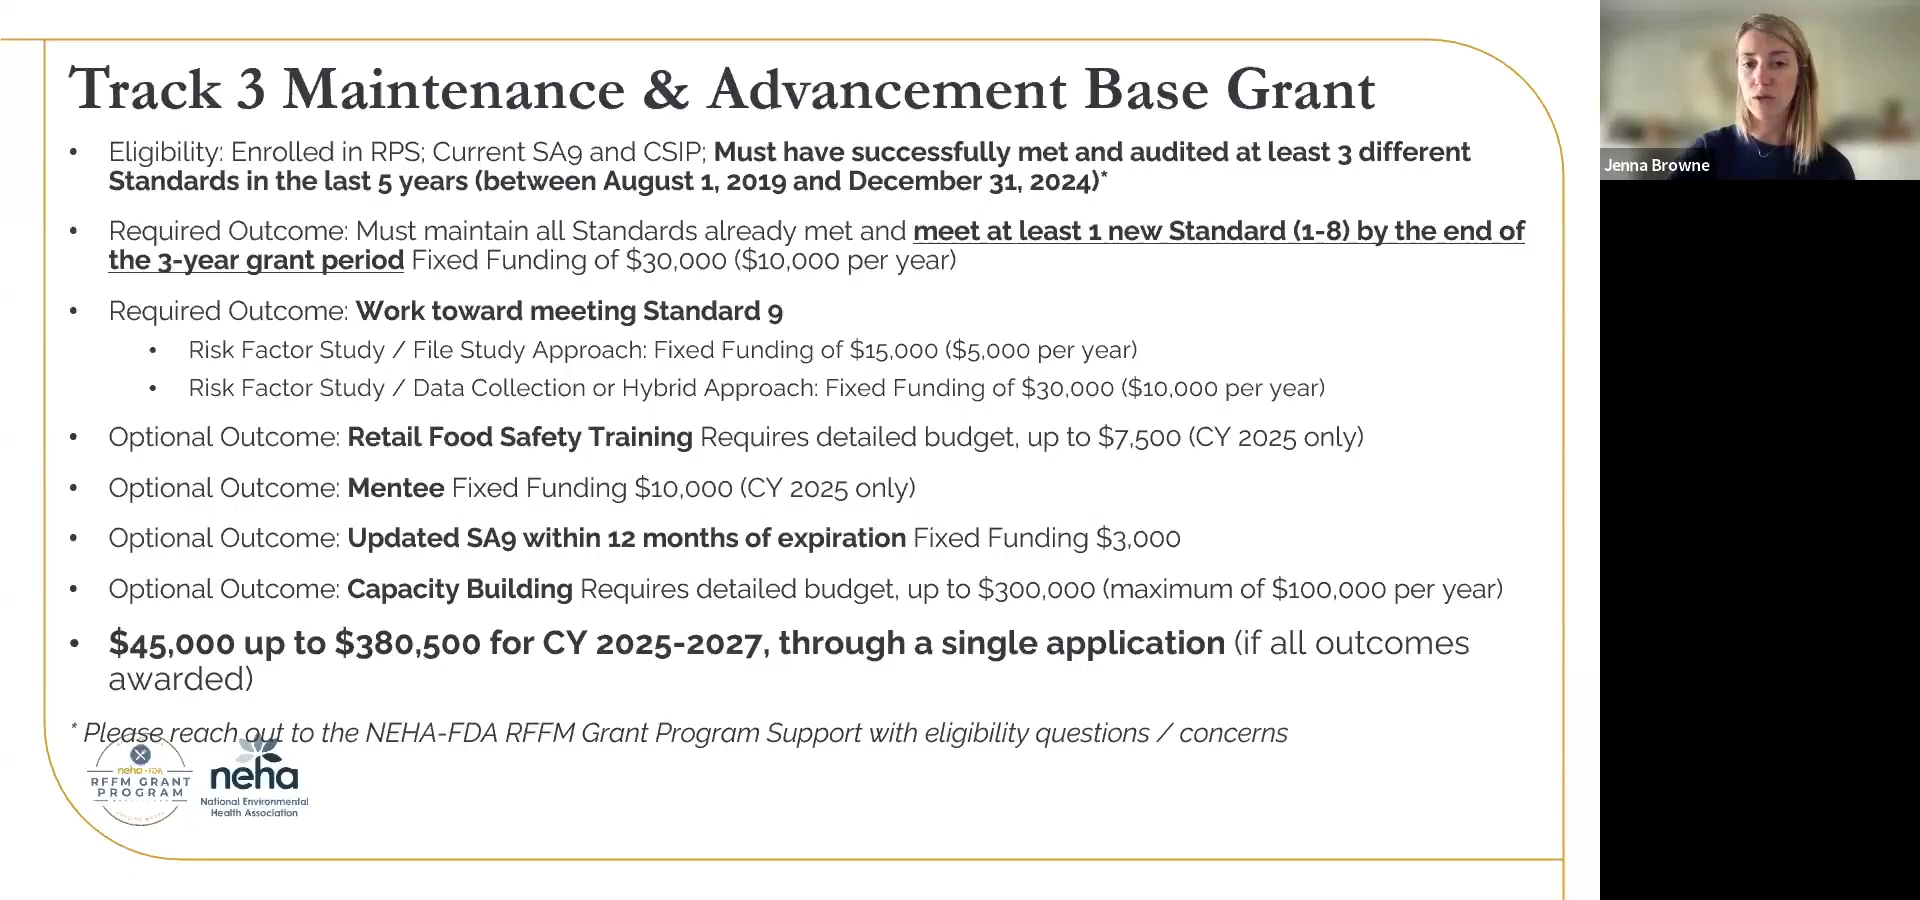 Track 3 Maintenance & Advancement Base Grant
• Eligibility: Enrolled in RPS; Current SA9 and CSIP; Must have successfully met and audited at least 3 different
Standards in the last 5 years (between August 1, 2019 and December 31, 2024)*
• Required Outcome: Must maintain all Standards already met and meet at least 1 new Standard (1-8) by the end of
the 3-year grant period Fixed Funding of $30,000 ($10,000 per year)
• Required Outcome: Work toward meeting Standard 9
• Risk Factor Study / File Study Approach: Fixed Funding of $15,000 ($5,000 per year)
• Risk Factor Study / Data Collection or Hybrid Approach: Fixed Funding of $30,000 ($10,000 per year)
• Optional Outcome: Retail Food Safety Training Requires detailed budget, up to $7,500 (CY 2025 only)
• Optional Outcome: Mentee Fixed Funding $10,000 (CY 2025 only)
• Optional Outcome: Updated SA9 within 12 months of expiration Fixed Funding $3,000
• Optional Outcome: Capacity Building Requires detailed budget, up to $300,000 (maximum of $100,000 per year)
• $45,000 up to $380,500 for CY 2025-2027, through a single application (if all outcomes
awarded)
* Please reach out to the NEHA-FDA RFFM Grant Program Support with eligibility questions / concerns
neha-FDA
RFFM GRANT
PROGRAM
neha
National Environmental
Health Association
Jenna Browne